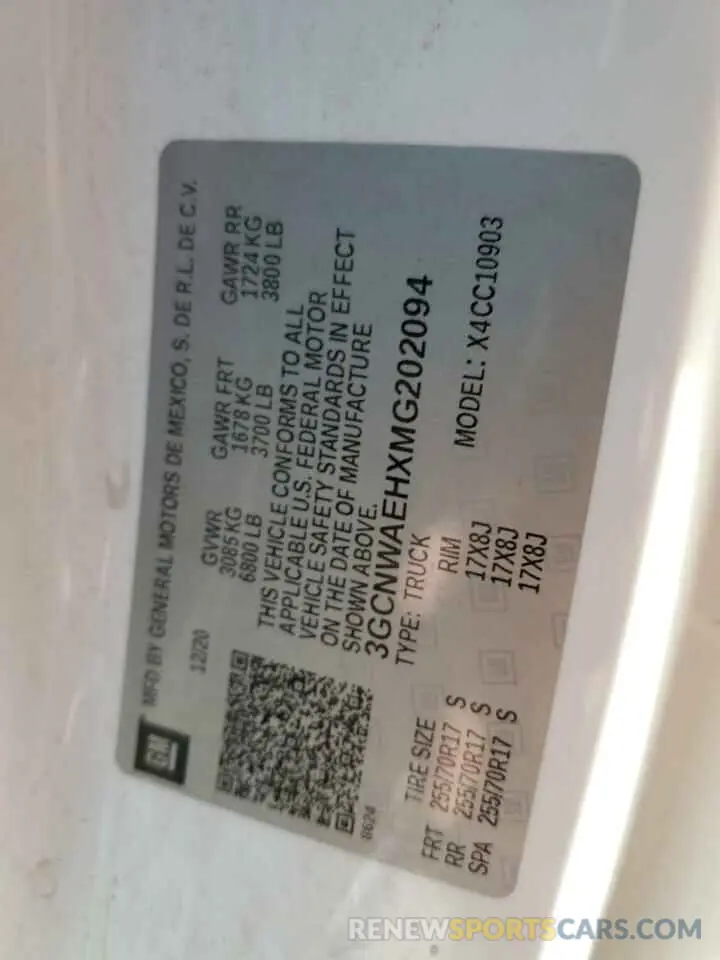 GM
MFD BY GENERAL MOTORS DE MEXICO, S. DE R.L. DE C.V.
12/20
GVWR GAWR FRT GAWR RR
3085 KG 1678 KG 1724 KG
6800 LB 3700 LB 3800 LB
THIS VEHICLE CONFORMS TO ALL
APPLICABLE U.S. FEDERAL MOTOR
VEHICLE SAFETY STANDARDS IN EFFECT
ON THE DATE OF MANUFACTURE
SHOWN ABOVE.
3GCNWAEHXMG202094
8624
TYPE: TRUCK MODEL: X4CC10903
TIRE SIZE RIM
FRT 255/70R17 S 17X8J
RR 255/70R17 S 17X8J
SPA 255/70R17 S 17X8J
RENEWSPORTSCARS.COM